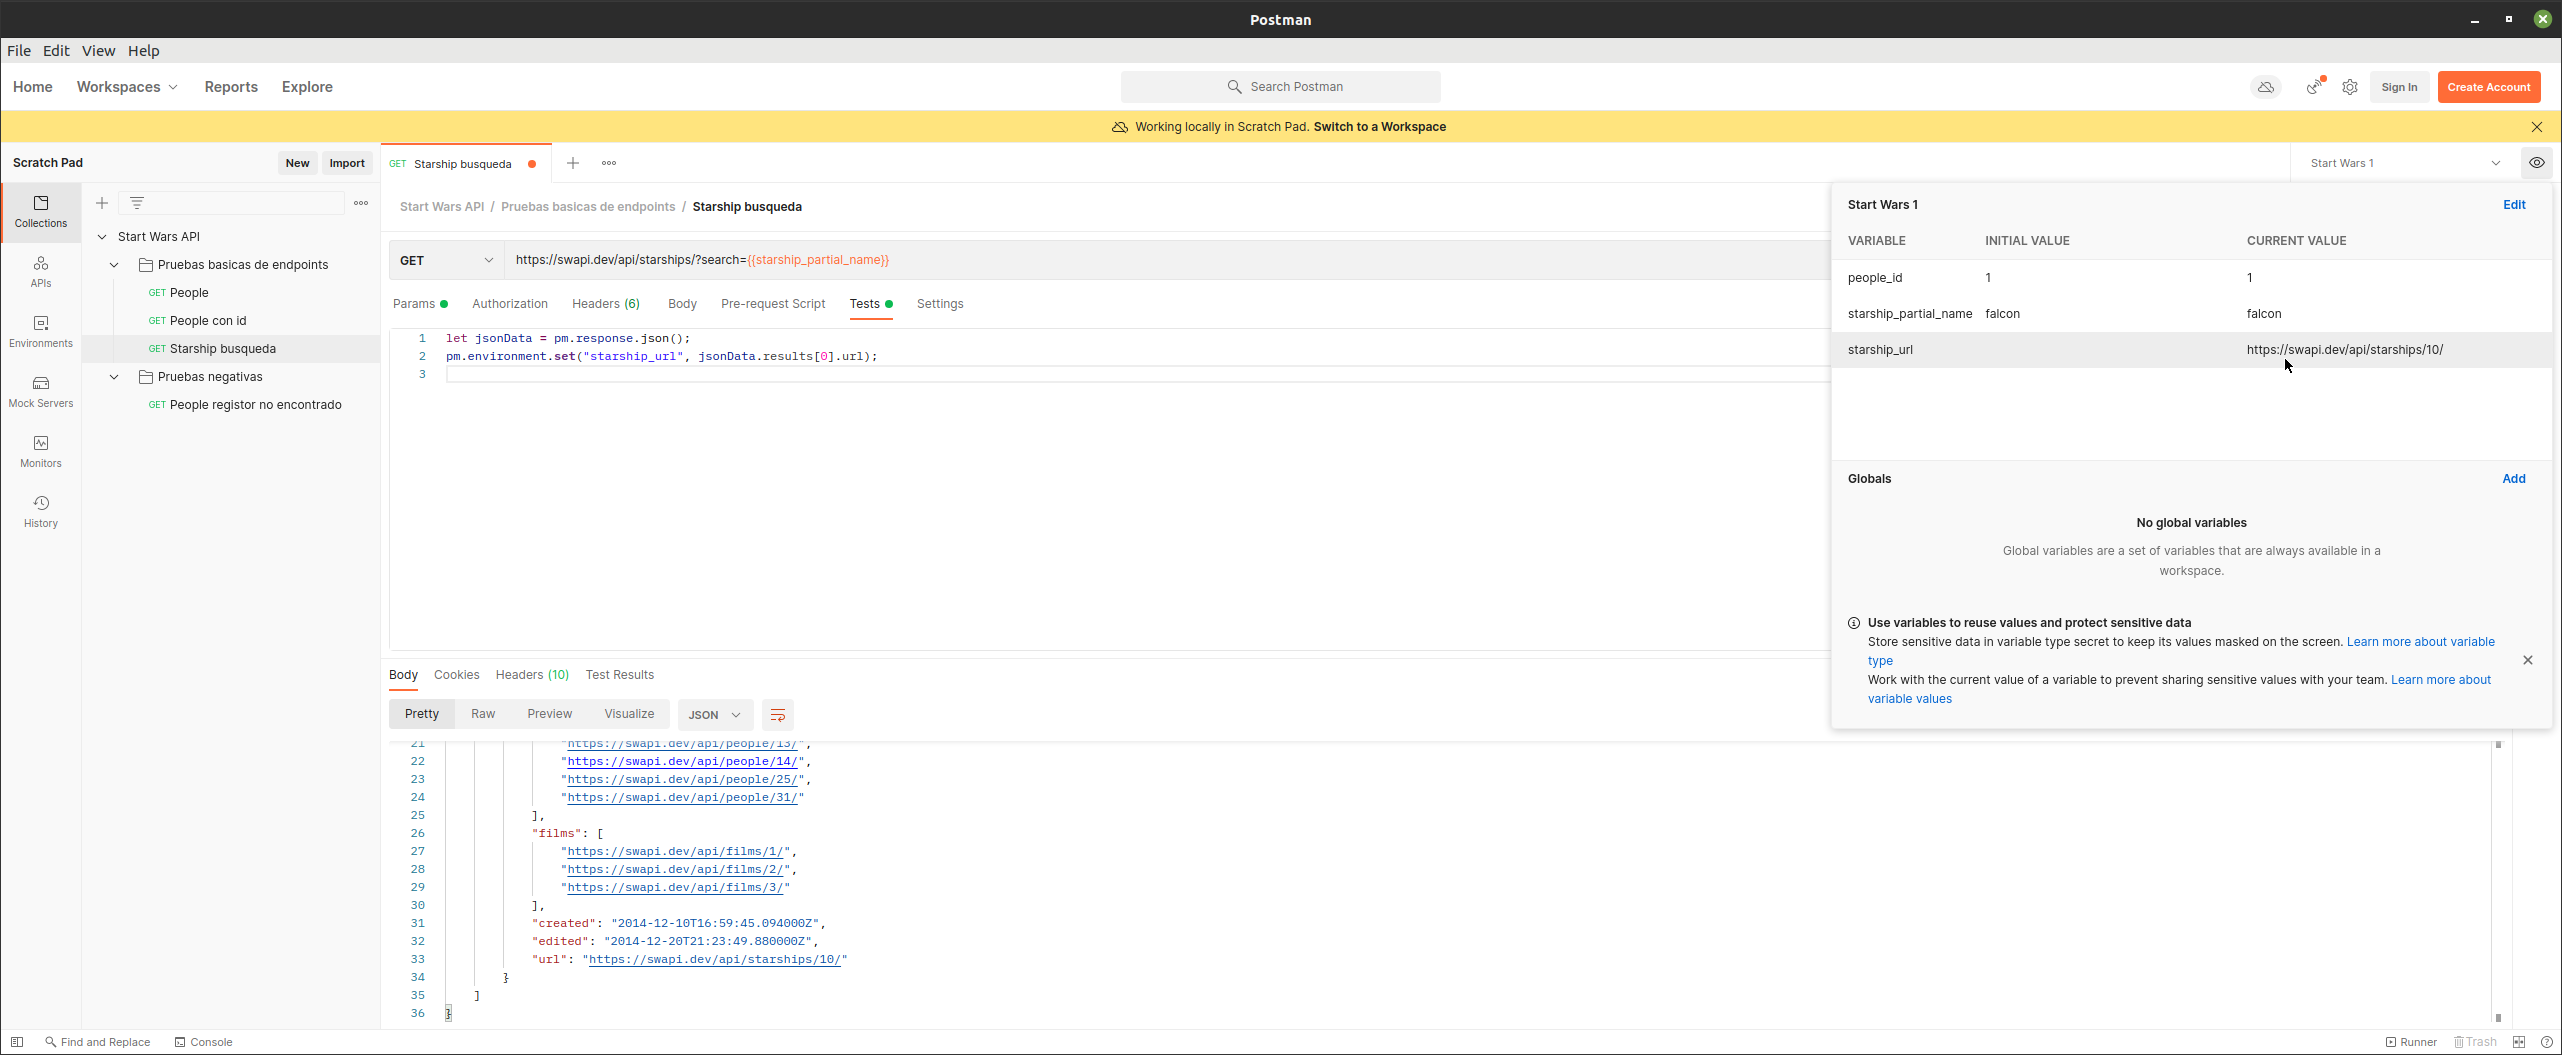 Postman
File Edit View Help
Home Workspaces Reports Explore
Search Postman
Sign In
Create Account
Working locally in Scratch Pad. Switch to a Workspace
Scratch Pad
New
Import
GET Starship busqueda
Start Wars 1
Collections
APIs
Environments
Mock Servers
Monitors
History
Start Wars API
Pruebas basicas de endpoints
GET People
GET People con id
GET Starship busqueda
Pruebas negativas
GET People registor no encontrado
Start Wars API / Pruebas basicas de endpoints / Starship busqueda
GET
https://swapi.dev/api/starships/?search={{starship_partial_name}}
Params Authorization Headers (6) Body Pre-request Script Tests Settings
1 let jsonData = pm.response.json();
2 pm.environment.set("starship_url", jsonData.results[0].url);
3
Start Wars 1
Edit
VARIABLE INITIAL VALUE CURRENT VALUE
people_id 1 1
starship_partial_name falcon falcon
starship_url https://swapi.dev/api/starships/10/
Globals
Add
No global variables
Global variables are a set of variables that are always available in a
workspace.
Use variables to reuse values and protect sensitive data
Store sensitive data in variable type secret to keep its values masked on the screen. Learn more about variable
type
Work with the current value of a variable to prevent sharing sensitive values with your team. Learn more about
variable values
Body Cookies Headers (10) Test Results
Pretty Raw Preview Visualize JSON
21 "https://swapi.dev/api/people/13/",
22 "https://swapi.dev/api/people/14/",
23 "https://swapi.dev/api/people/25/",
24 "https://swapi.dev/api/people/31/"
25 ],
26 "films": [
27 "https://swapi.dev/api/films/1/",
28 "https://swapi.dev/api/films/2/",
29 "https://swapi.dev/api/films/3/"
30 ],
31 "created": "2014-12-10T16:59:45.094000Z",
32 "edited": "2014-12-20T21:23:49.880000Z",
33 "url": "https://swapi.dev/api/starships/10/"
34 }
35 ]
36 }
Find and Replace Console
Runner Trash